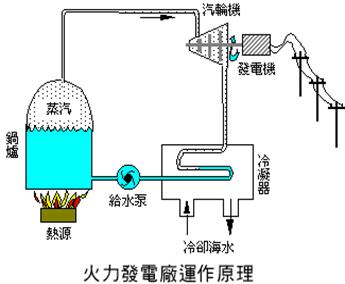 汽輪機
發電機
蒸汽
鍋爐
熱源
給水泵
冷凝器
冷卻海水
火力發電廠運作原理